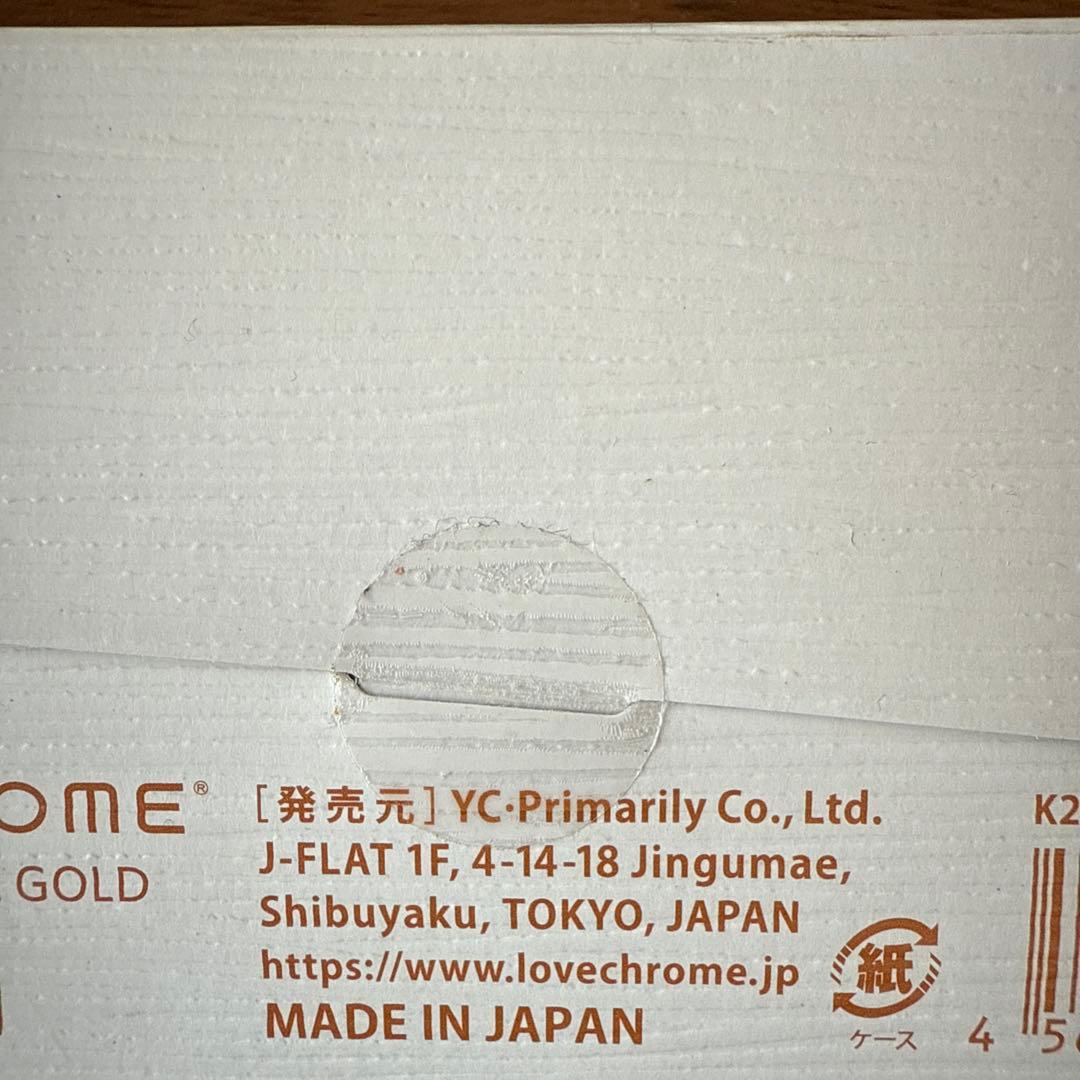 OME®
GOLD
[発売元] YC·Primarily Co., Ltd.
J-FLAT 1F, 4-14-18 Jingumae,
Shibuyaku, TOKYO, JAPAN
https://www.lovechrome.jp
MADE IN JAPAN
紙
ケース
K2
4 5